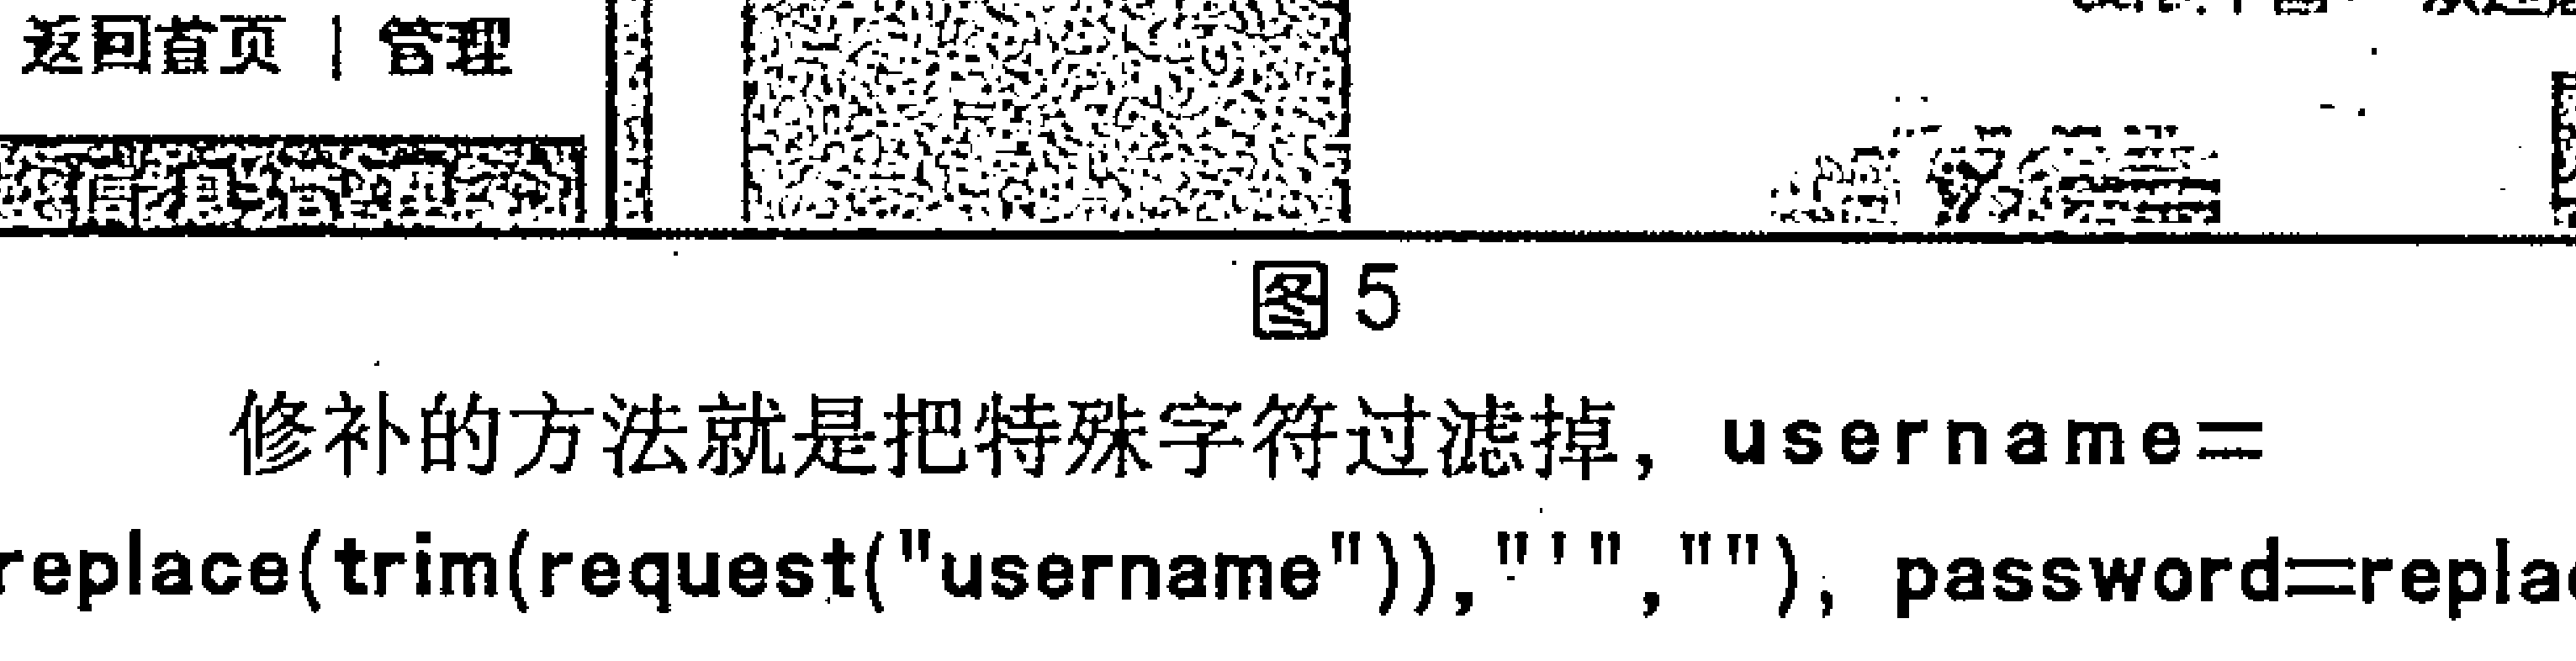 返回首页 | 管理
图 5
修补的方法就是把特殊字符过滤掉, username=
replace(trim(request("username")),"'",""), password=replac